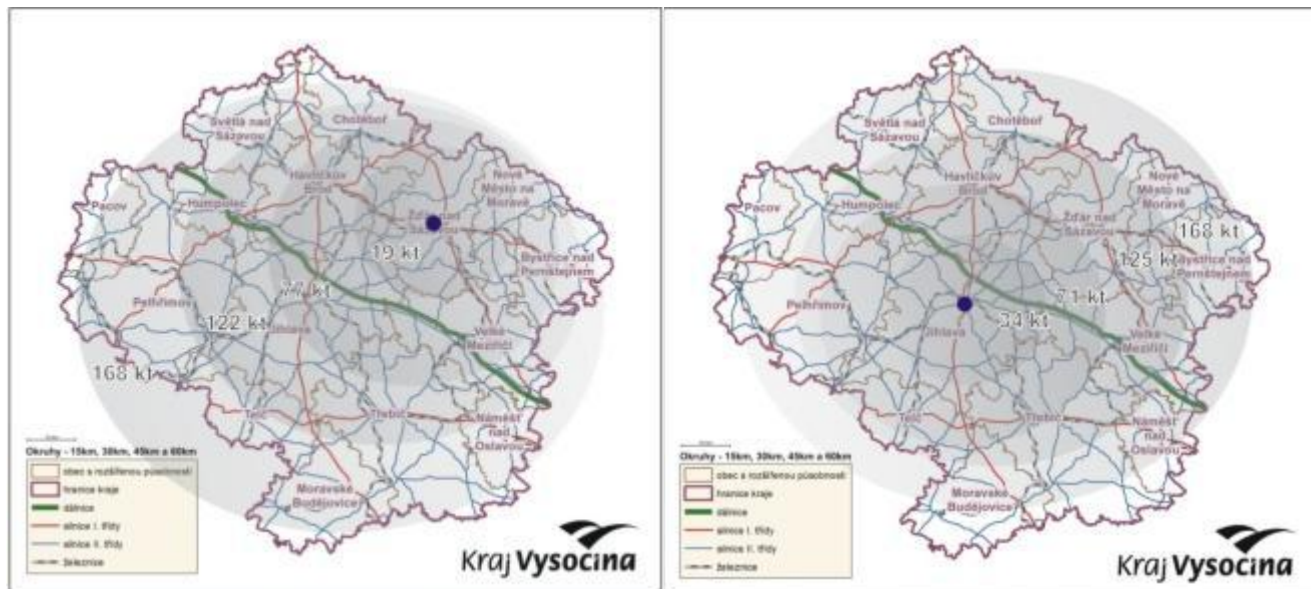 Světlá nad
Sázavou
Chotěboř
Havlíčkův
Brod
Nové
Město na
Moravě
Pacov
Humpolec
Žďár nad
Sázavou
19 kt
Bystřice nad
Pernštejnem
77 kt
Pelhřimov
122 kt
Jihlava
Velké
Meziříčí
168 kt
Telč
Třebíč
Náměšť
nad
Oslavou
Moravské
Budějovice
Okruhy - 15km, 30km, 45km a 60km
obec s rozšířenou působností
hranice kraje
dálnice
silnice I. třídy
silnice II. třídy
železnice
Kraj Vysočina
Světlá nad
Sázavou
Chotěboř
Havlíčkův
Brod
Nové
Město na
Moravě
Pacov
Humpolec
Žďár nad
Sázavou
168 kt
125 kt
Bystřice nad
Pernštejnem
Pelhřimov
71 kt
34 kt
Jihlava
Velké
Meziříčí
Telč
Třebíč
Náměšť
nad
Oslavou
Moravské
Budějovice
Okruhy - 15km, 30km, 45km a 60km
obec s rozšířenou působností
hranice kraje
dálnice
silnice I. třídy
silnice II. třídy
železnice
Kraj Vysočina